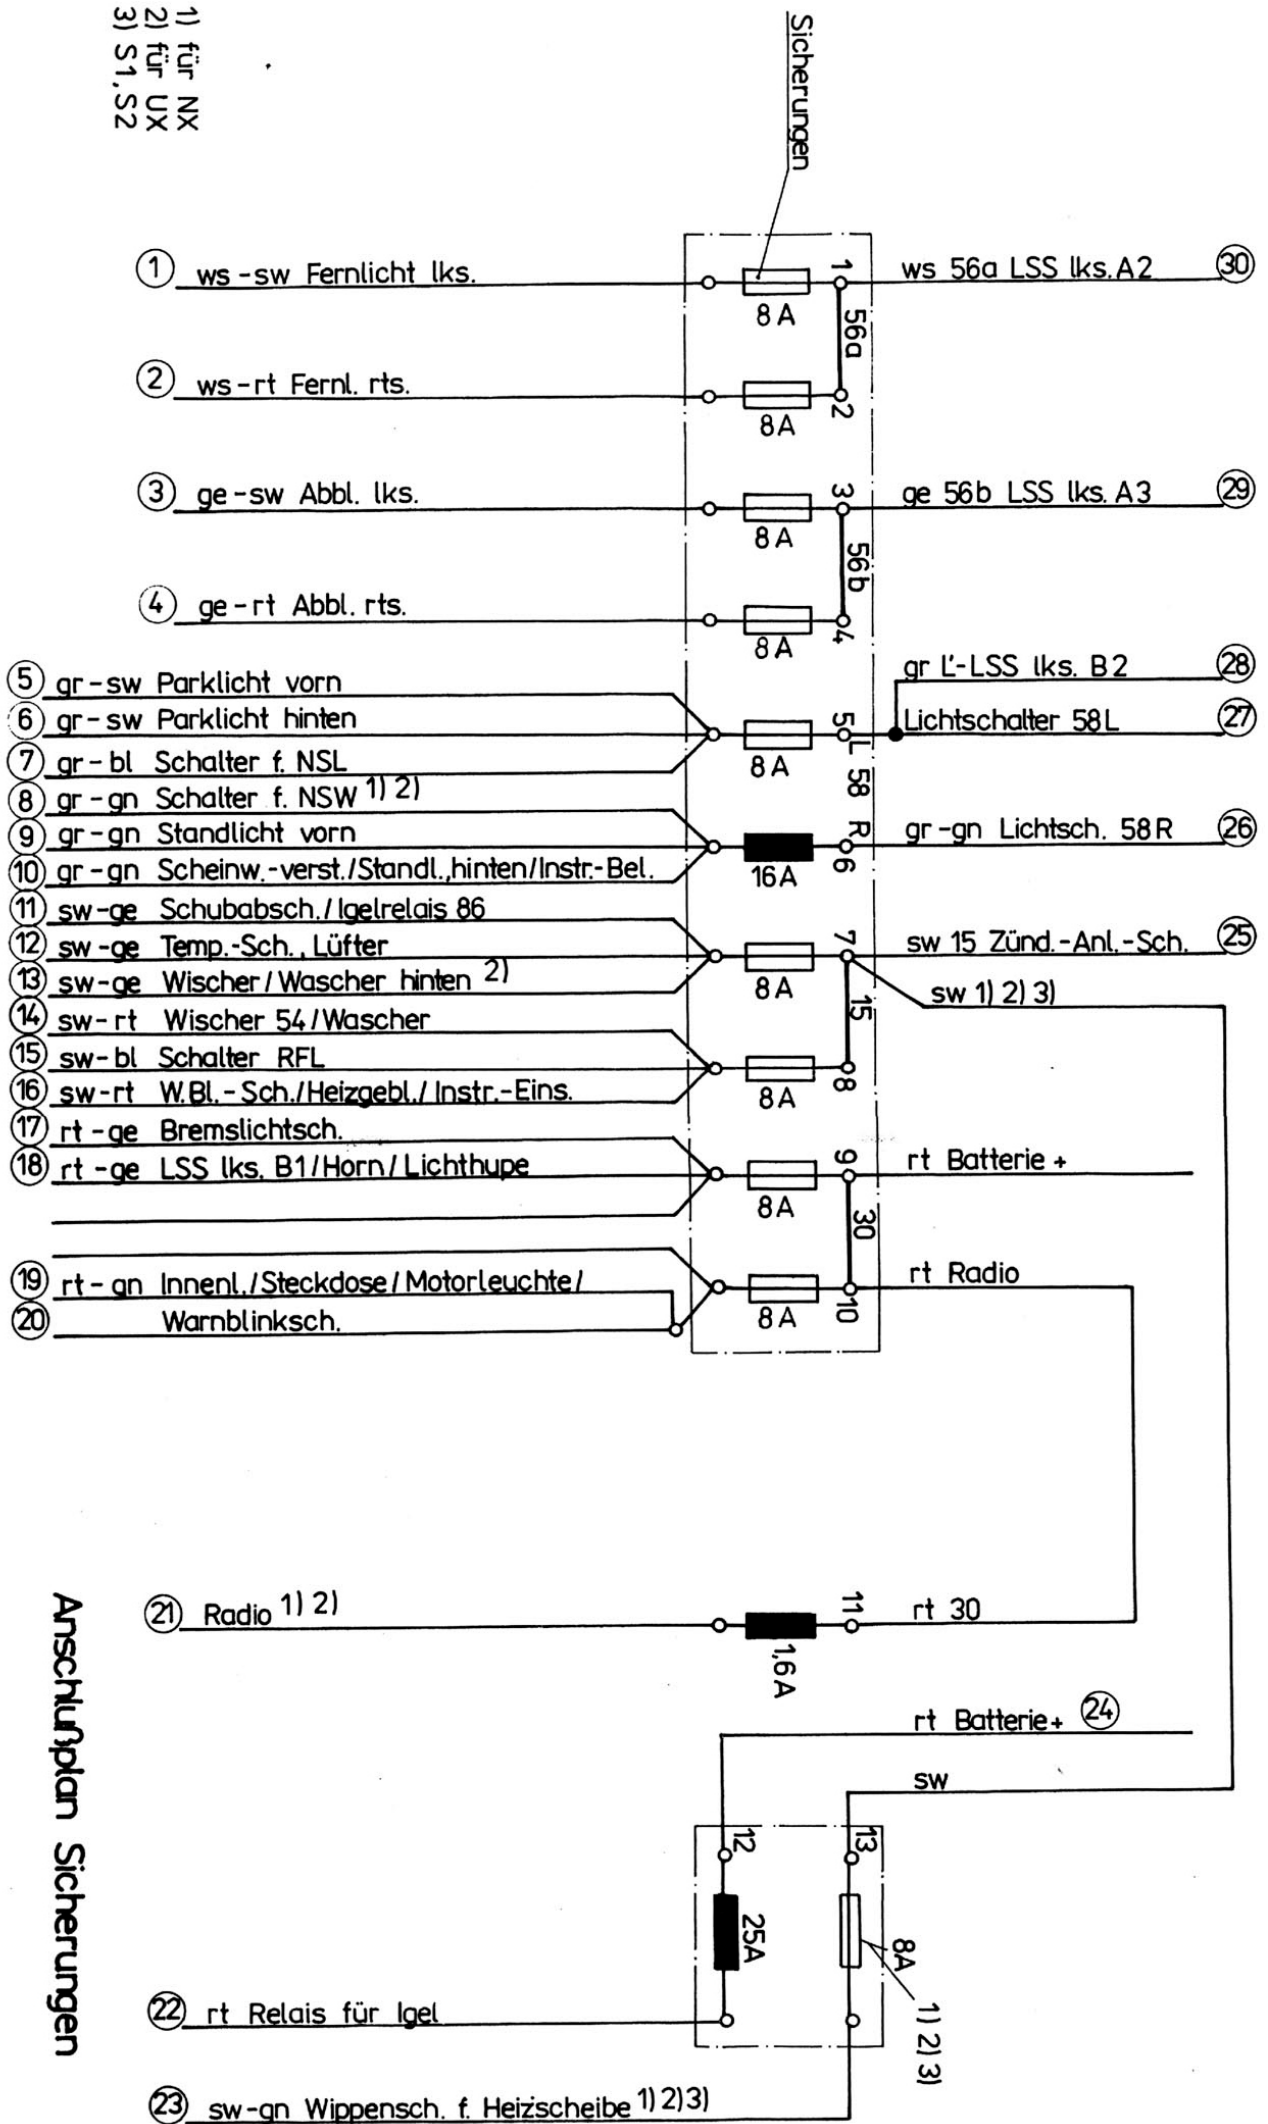 1) für NX
2) für UX
3) S1, S2
Sicherungen
① ws-sw Fernlicht lks.
8A
1
ws 56a LSS lks. A2 ㉚
56a
② ws-rt Fernl. rts.
8A
2
③ ge-sw Abbl. lks.
8A
3
ge 56b LSS lks. A3 ㉙
56b
④ ge-rt Abbl. rts.
8A
4
gr L'-LSS lks. B2 ㉘
⑤ gr-sw Parklicht vorn
⑥ gr-sw Parklicht hinten
⑦ gr-bl Schalter f. NSL
8A
5
L 58 R
Lichtschalter 58L ㉗
⑧ gr-gn Schalter f. NSW 1) 2)
⑨ gr-gn Standlicht vorn
⑩ gr-gn Scheinw.-verst./Standl.,hinten/Instr.-Bel.
16A
6
gr-gn Lichtsch. 58R ㉖
⑪ sw-ge Schubabsch./Igelrelais 86
⑫ sw-ge Temp.-Sch., Lüfter
⑬ sw-ge Wischer/Wascher hinten 2)
8A
7
sw 15 Zünd.-Anl.-Sch. ㉕
sw 1) 2) 3)
15
⑭ sw-rt Wischer 54/Wascher
⑮ sw-bl Schalter RFL
⑯ sw-rt W.Bl.-Sch./Heizgebl./Instr.-Eins.
8A
8
⑰ rt-ge Bremslichtsch.
⑱ rt-ge LSS lks. B1/Horn/Lichthupe
8A
9
rt Batterie +
30
⑲ rt-gn Innenl./Steckdose/Motorleuchte/
⑳ Warnblinksch.
8A
10
rt Radio
㉑ Radio 1) 2)
1,6A
11
rt 30
rt Batterie+ ㉔
sw
12
13
25A
8A
1) 2) 3)
㉒ rt Relais für Igel
㉓ sw-gn Wippensch. f. Heizscheibe 1) 2) 3)
Anschlußplan Sicherungen